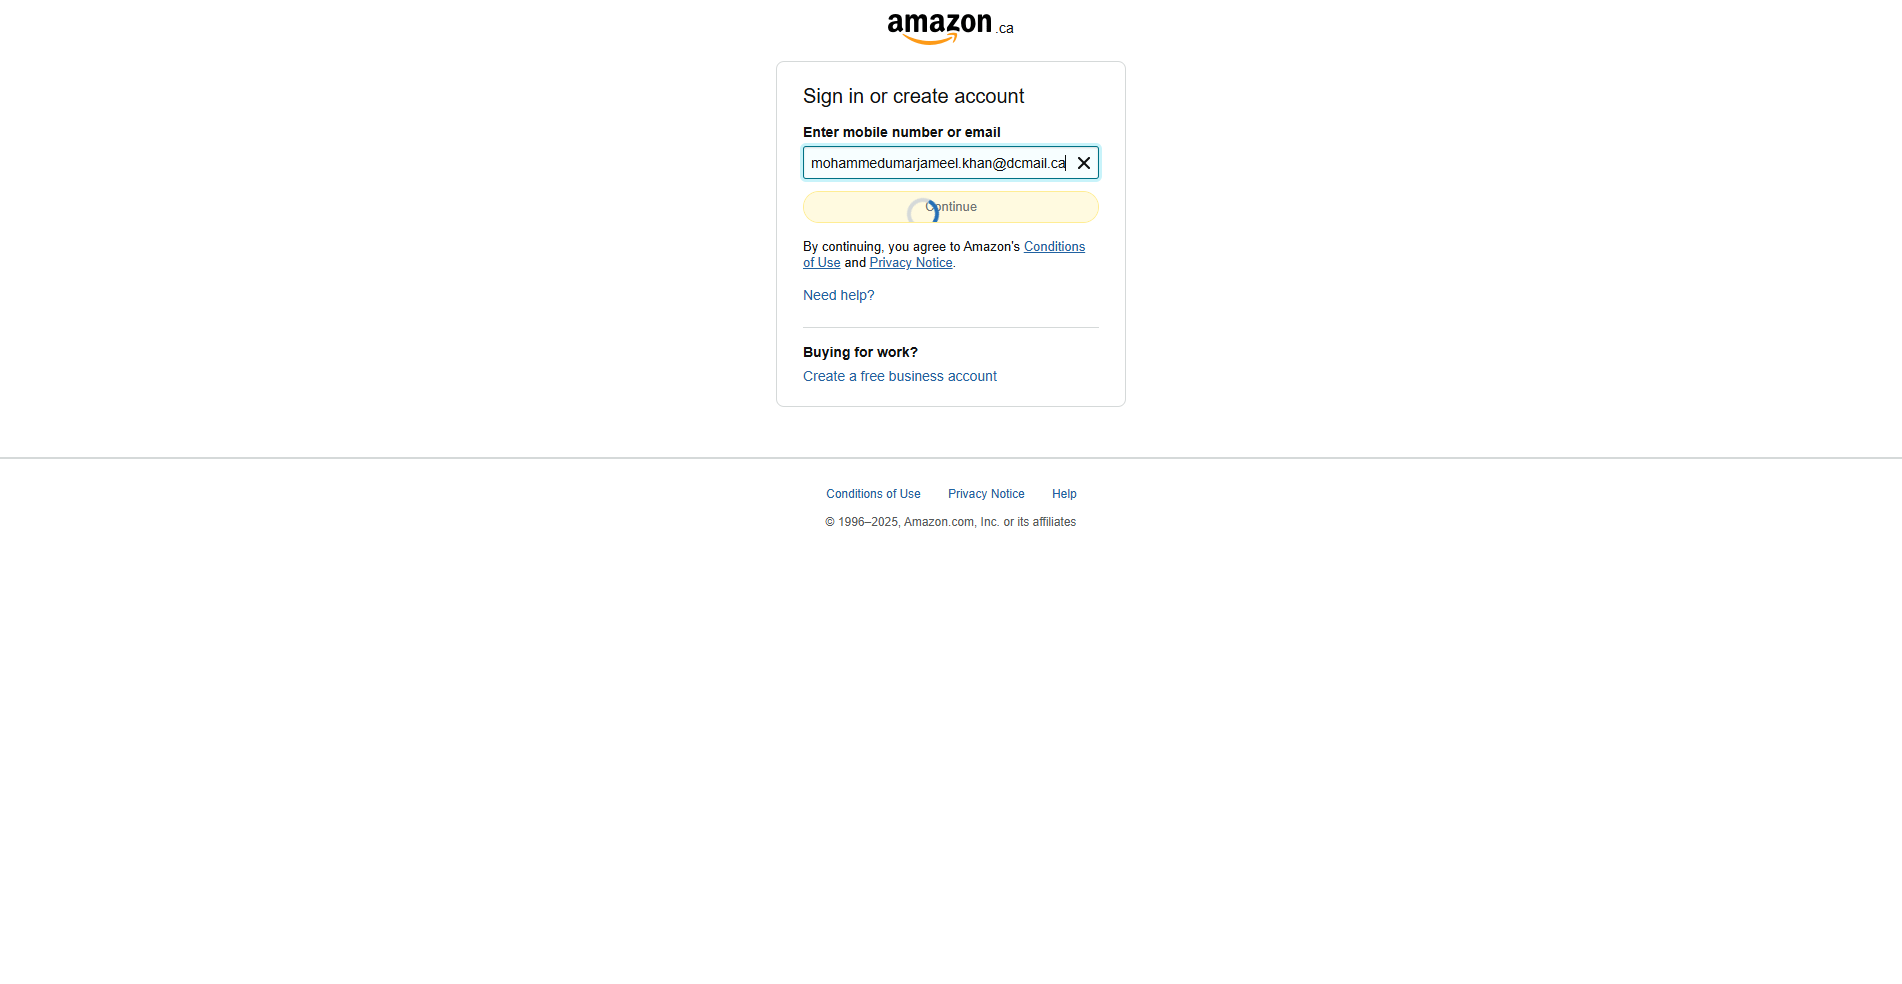 amazon.ca
Sign in or create account
Enter mobile number or email
mohammedumarjameel.khan@dcmail.ca
Continue
By continuing, you agree to Amazon's Conditions
of Use and Privacy Notice.
Need help?
Buying for work?
Create a free business account
Conditions of Use Privacy Notice Help
© 1996–2025, Amazon.com, Inc. or its affiliates